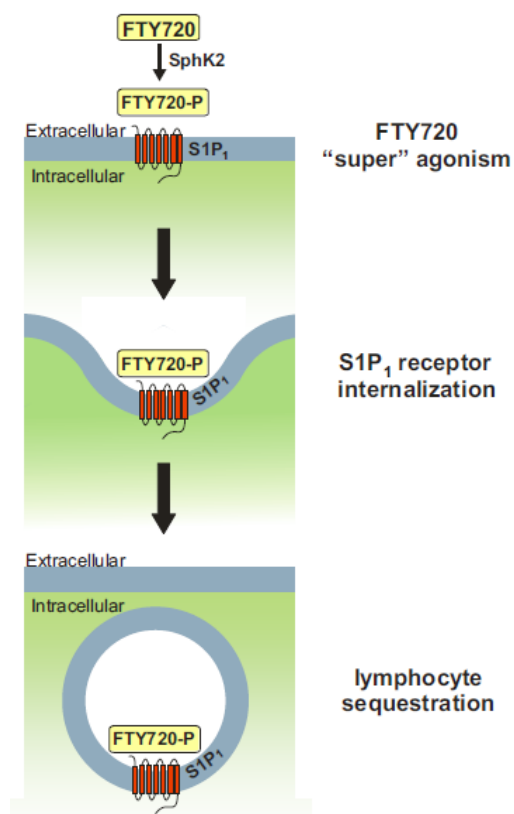 FTY720
SphK2
FTY720-P
Extracellular
S1P₁
Intracellular
FTY720
“super” agonism
FTY720-P
S1P₁
S1P₁ receptor
internalization
Extracellular
Intracellular
FTY720-P
S1P₁
lymphocyte
sequestration